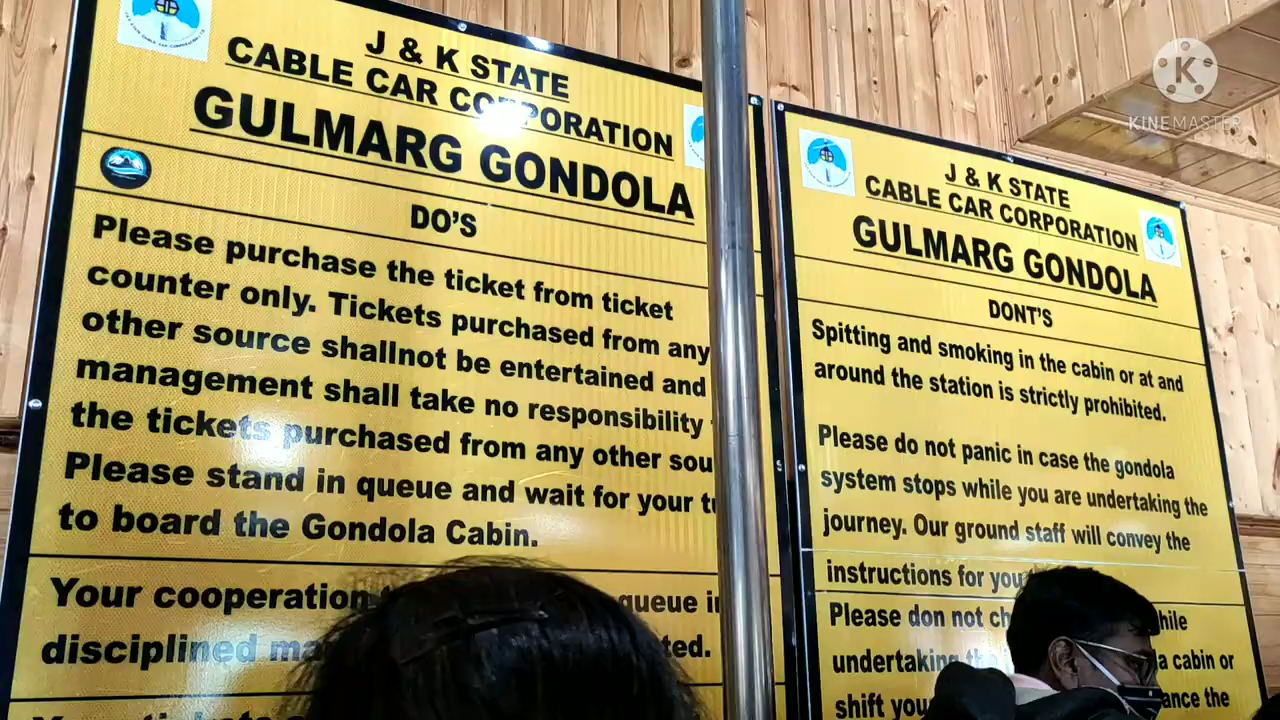 J & K STATE
CABLE CAR CORPORATION
GULMARG GONDOLA
DO'S
Please purchase the ticket from ticket
counter only. Tickets purchased from any
other source shallnot be entertained and
management shall take no responsibility
the tickets purchased from any other
Please stand in queue and wait for your
to board the Gondola Cabin.
Your cooperation queue
disciplined
J & K STATE
CABLE CAR CORPORATION
GULMARG GONDOLA
DONT'S
Spitting and smoking in the cabin or at and
around the station is strictly prohibited.
Please do not panic in case the gondola
system stops while you are undertaking the
journey. Our ground staff will convey the
instructions for you
Please don not
undertaking the cabin or
shift the
KINEMASTER